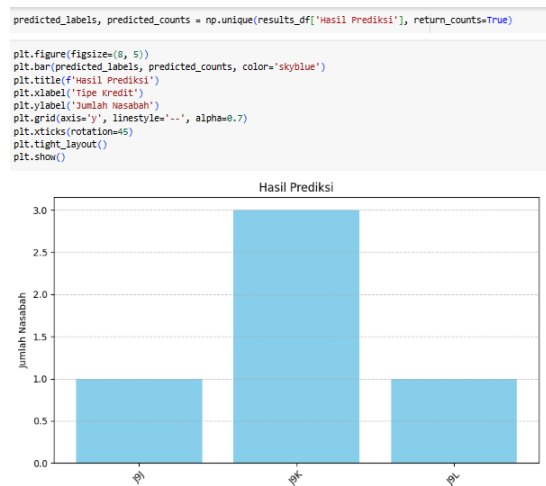 predicted_labels, predicted_counts = np.unique(results_df['Hasil Prediksi'], return_counts=True)
plt.figure(figsize=(8, 5))
plt.bar(predicted_labels, predicted_counts, color='skyblue')
plt.title(f'Hasil Prediksi')
plt.xlabel('Tipe Kredit')
plt.ylabel('Jumlah Nasabah')
plt.grid(axis='y', linestyle='--', alpha=0.7)
plt.xticks(rotation=45)
plt.tight_layout()
plt.show()
Hasil Prediksi
3.0
2.5
2.0
1.5
1.0
0.5
0.0
Jumlah Nasabah
J9J
J9K
J9L